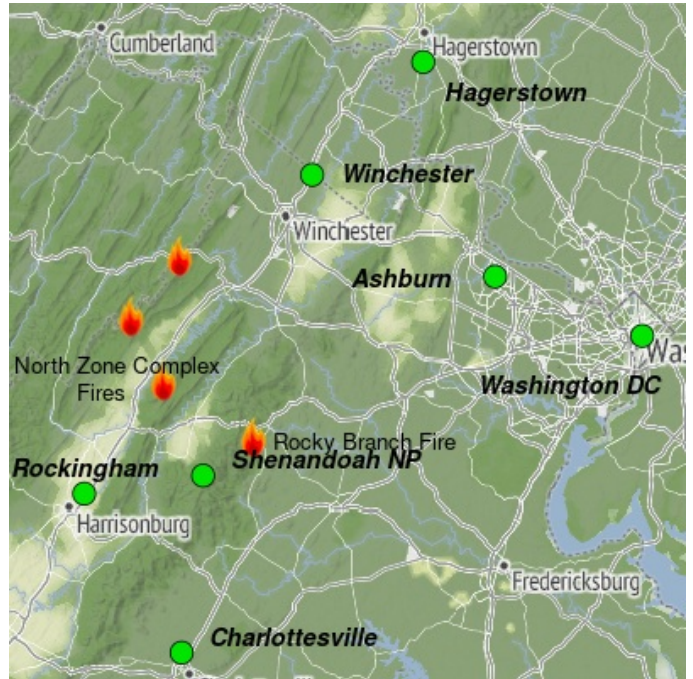 Cumberland
Hagerstown
Hagerstown
Winchester
Winchester
Ashburn
Was
Washington DC
North Zone Complex
Fires
Rocky Branch Fire
Shenandoah NP
Rockingham
Harrisonburg
Fredericksburg
Charlottesville